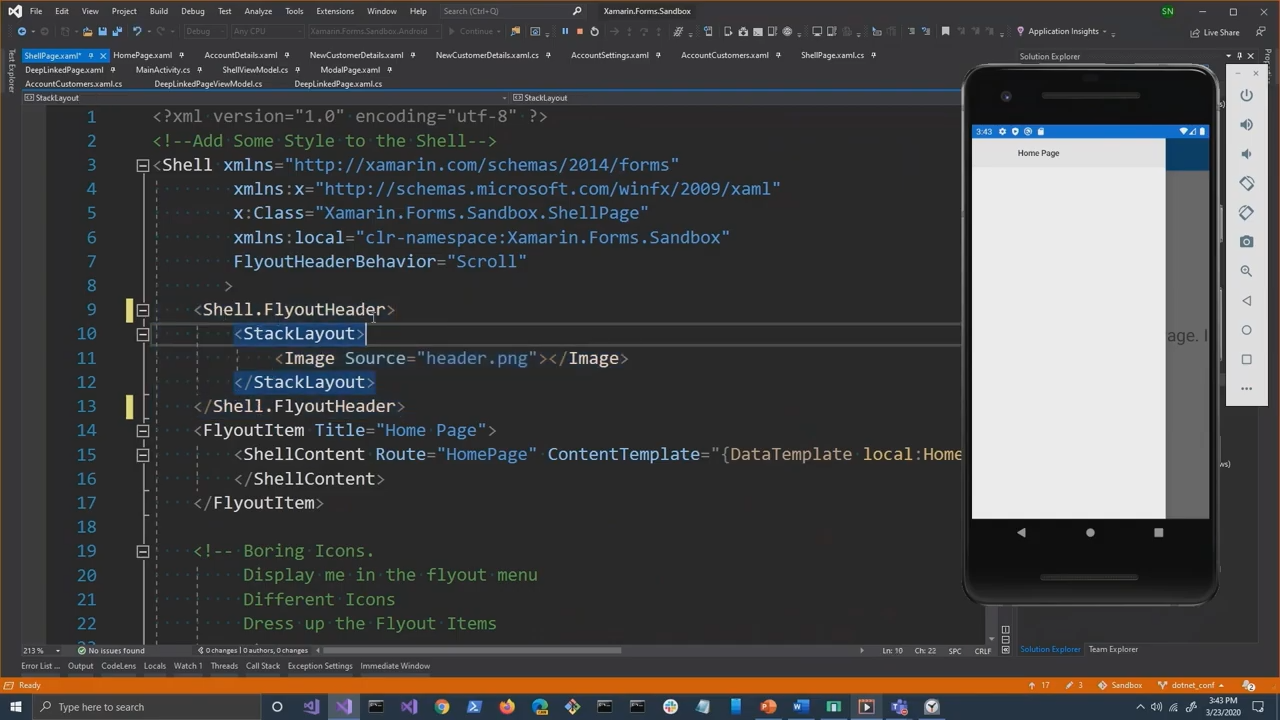 File Edit View Git Project Build Debug Test Analyze Tools Extensions Window Help Search (Ctrl+Q) Xamarin.Forms.Sandbox SN
Debug Any CPU Xamarin.Forms.Sandbox.Android Continue Application Insights Live Share
ShellPage.xaml* HomePage.xaml AccountDetails.xaml NewCustomerDetails.xaml NewCustomerDetails.xaml.cs AccountSettings.xaml AccountCustomers.xaml ShellPage.xaml.cs
DeepLinkedPage.xaml MainActivity.cs ShellViewModel.cs ModalPage.xaml
AccountCustomers.xaml.cs DeepLinkedPageViewModel.cs DeepLinkedPage.xaml.cs
StackLayout StackLayout
Test Explorer
Solution Explorer
1 <?xml version="1.0" encoding="utf-8" ?>
2 <!--Add Some Style to the Shell-->
3 <Shell xmlns="http://xamarin.com/schemas/2014/forms"
4 xmlns:x="http://schemas.microsoft.com/winfx/2009/xaml"
5 x:Class="Xamarin.Forms.Sandbox.ShellPage"
6 xmlns:local="clr-namespace:Xamarin.Forms.Sandbox"
7 FlyoutHeaderBehavior="Scroll"
8 >
9 <Shell.FlyoutHeader>
10 <StackLayout>
11 <Image Source="header.png"></Image>
12 </StackLayout>
13 </Shell.FlyoutHeader>
14 <FlyoutItem Title="Home Page">
15 <ShellContent Route="HomePage" ContentTemplate="{DataTemplate local:Home
16 </ShellContent>
17 </FlyoutItem>
18
19 <!-- Boring Icons.
20 Display me in the flyout menu
21 Different Icons
22 Dress up the Flyout Items
3:43
Home Page
age. I
213 % No issues found 0 changes | 0 authors, 0 changes Ln: 10 Ch: 22 SPC CRLF
Solution Explorer Team Explorer
Error List ... Output CodeLens Locals Watch 1 Threads Call Stack Exception Settings Immediate Window
Ready 17 3 Sandbox dotnet_conf 2
Type here to search
3:43 PM
3/23/2020